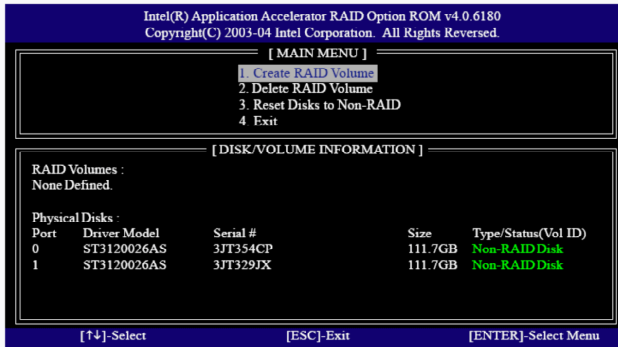 Intel(R) Application Accelerator RAID Option ROM v4.0.6180
Copyright(C) 2003-04 Intel Corporation. All Rights Reversed.
[ MAIN MENU ]
1. Create RAID Volume
2. Delete RAID Volume
3. Reset Disks to Non-RAID
4. Exit
[ DISK/VOLUME INFORMATION ]
RAID Volumes :
None Defined.
Physical Disks :
Port Driver Model Serial # Size Type/Status(Vol ID)
0 ST3120026AS 3JT354CP 111.7GB Non-RAID Disk
1 ST3120026AS 3JT329JX 111.7GB Non-RAID Disk
[↑↓]-Select [ESC]-Exit [ENTER]-Select Menu